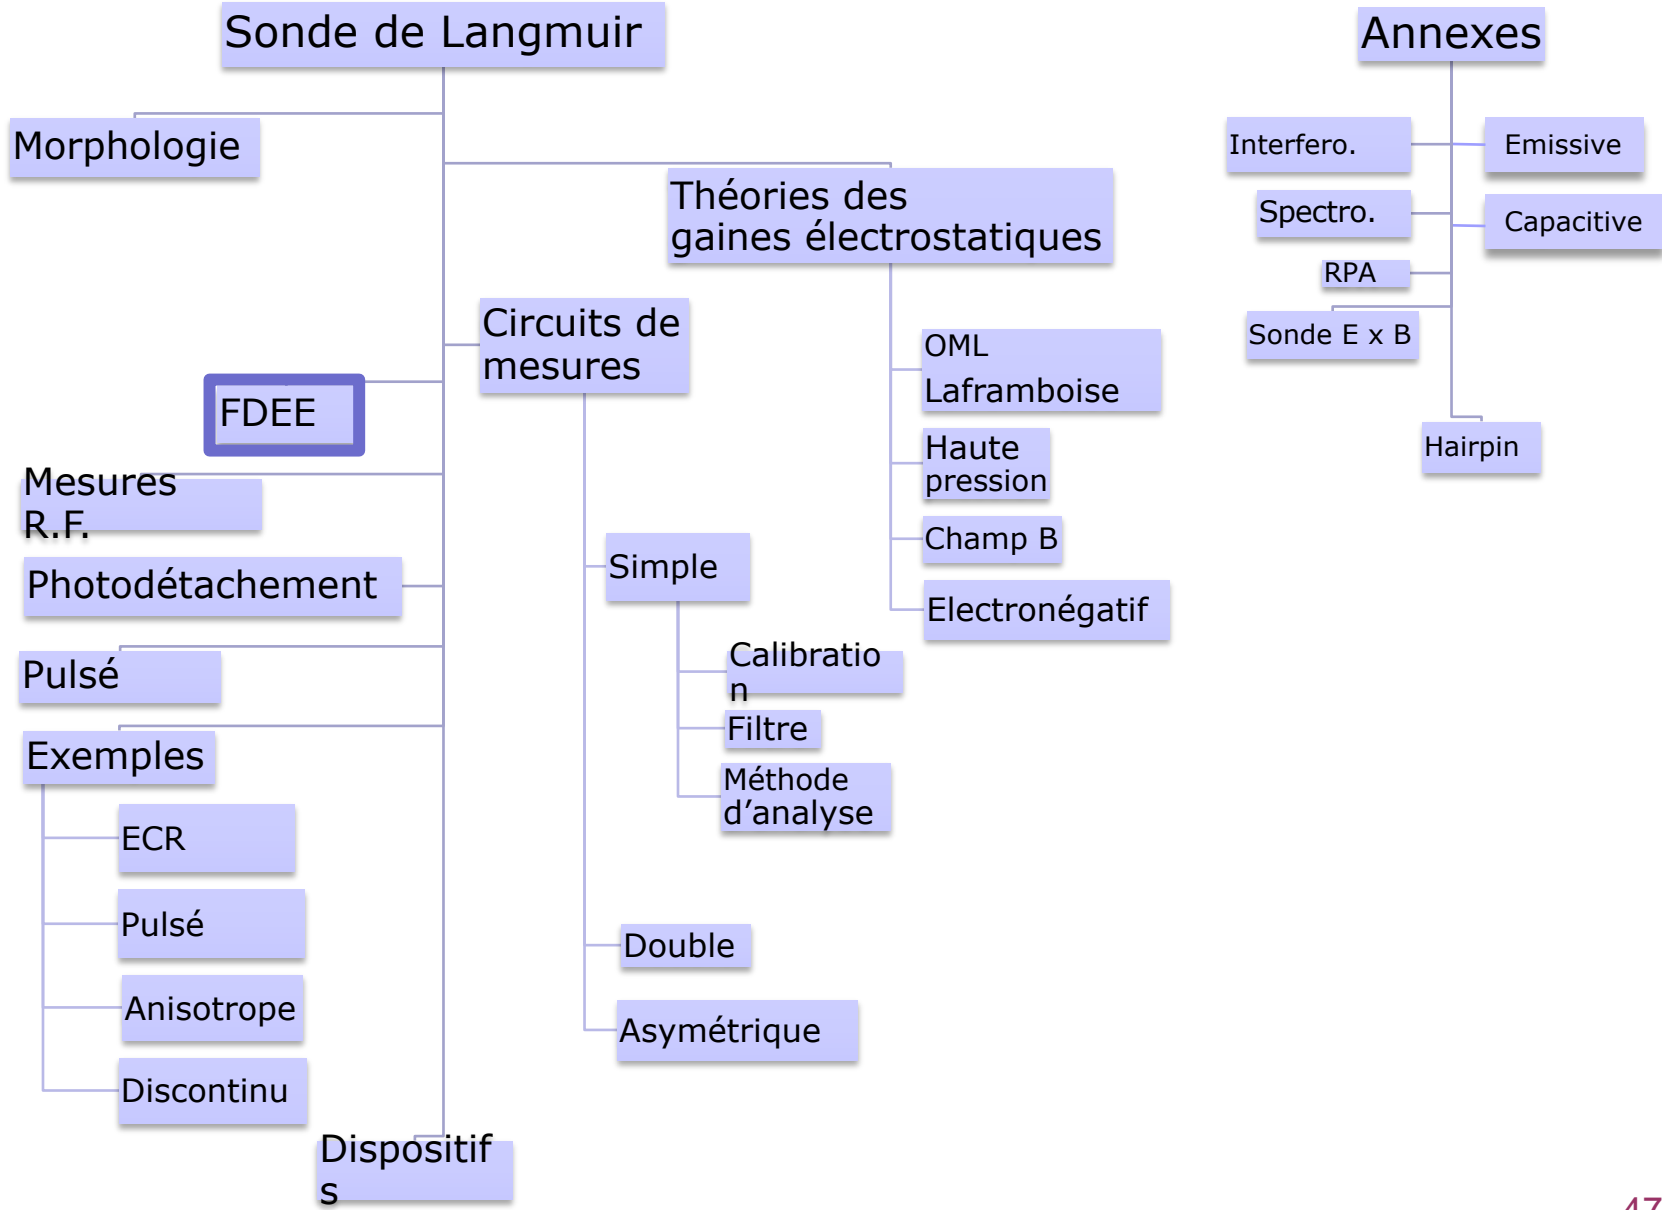 Sonde de Langmuir
Morphologie
Théories des
gaines électrostatiques
Circuits de
mesures
OML
Laframboise
Haute
pression
Champ B
Electronégatif
FDEE
Mesures
R.F.
Photodétachement
Pulsé
Exemples
ECR
Pulsé
Anisotrope
Discontinu
Simple
Calibratio
n
Filtre
Méthode
d’analyse
Double
Asymétrique
Dispositif
s
Annexes
Interfero.
Emissive
Spectro.
Capacitive
RPA
Sonde E x B
Hairpin
47